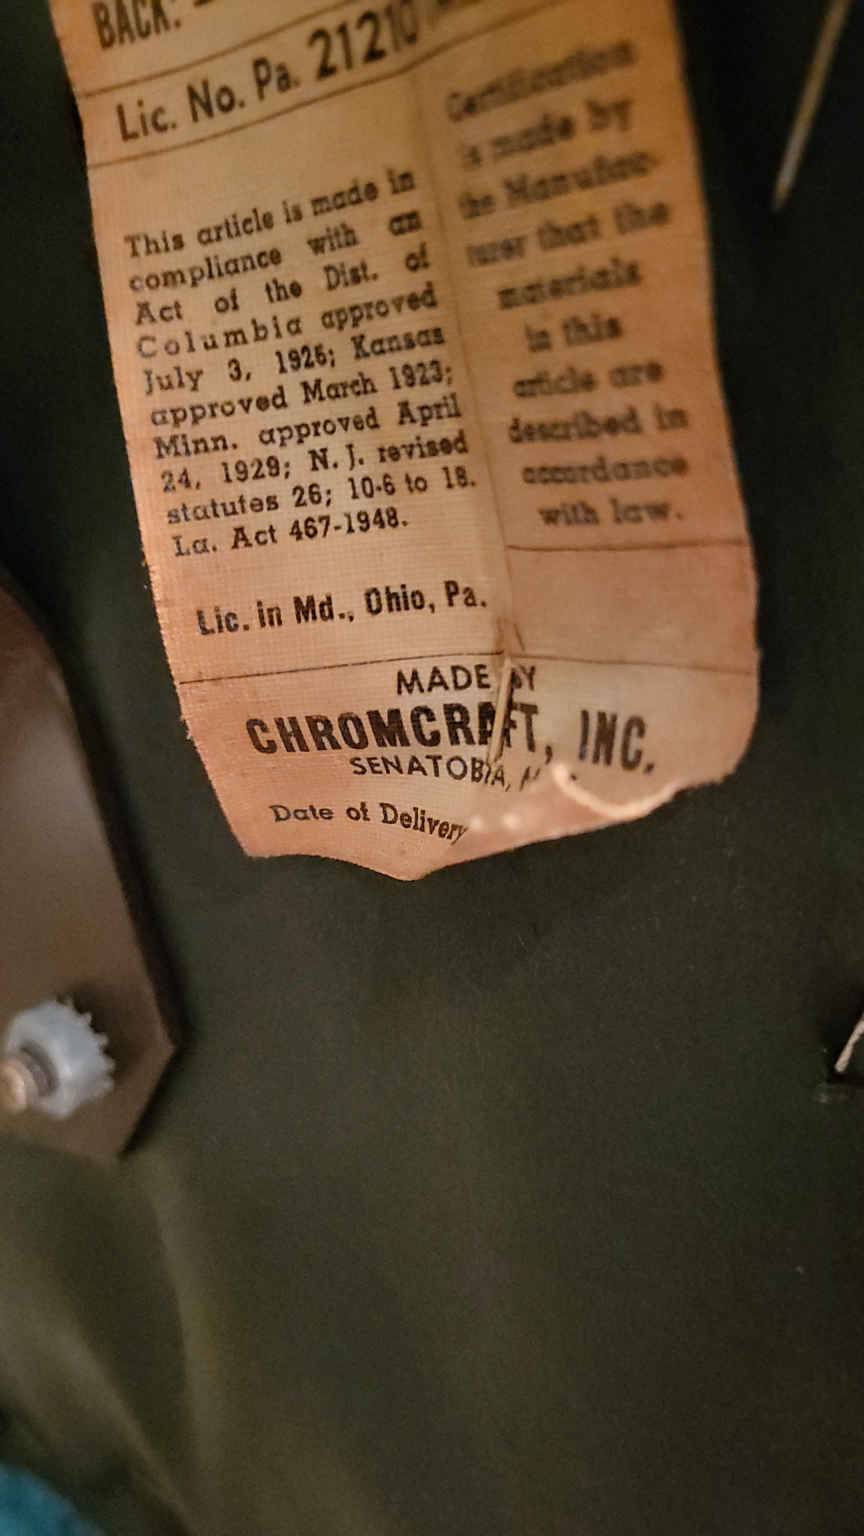 BACK:
Lic. No. Pa. 21210
This article is made in
compliance with an
Act of the Dist. of
Columbia approved
July 3, 1926; Kansas
approved March 1923;
Minn. approved April
24, 1929; N. J. revised
statutes 26; 10-6 to 18.
La. Act 467-1948.
Lic. in Md., Ohio, Pa.
Certification
is made by
the Manufac-
turer that the
materials
in this
article are
described in
accordance
with law.
MADE BY
CHROMCRAFT, INC.
SENATOBIA,
Date of Delivery